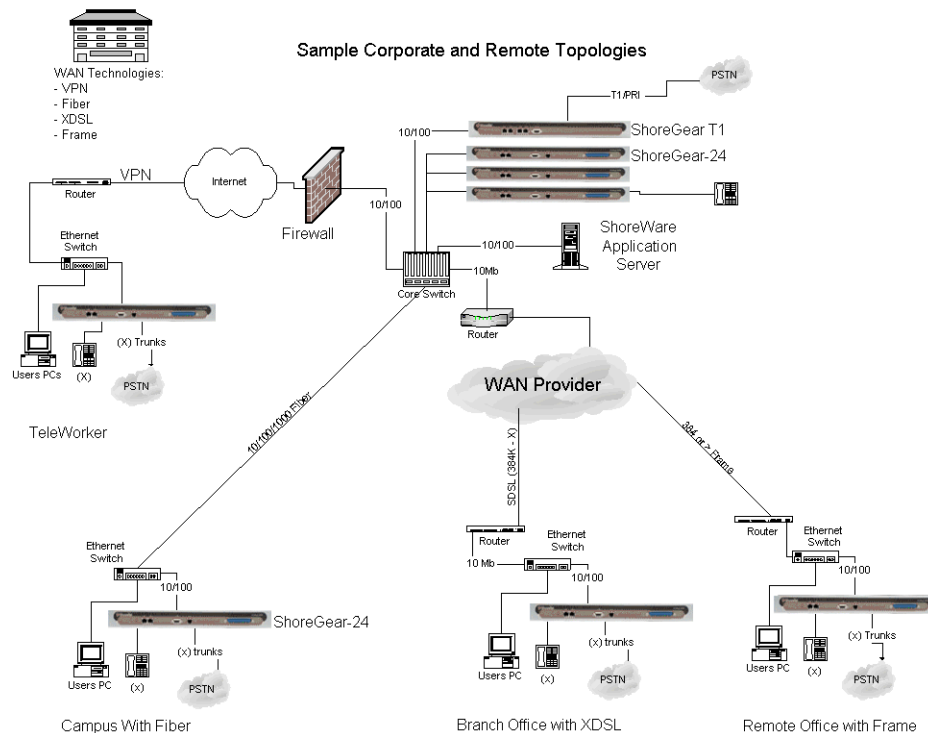 Sample Corporate and Remote Topologies
WAN Technologies:
- VPN
- Fiber
- XDSL
- Frame
PSTN
T1/PRI
10/100
ShoreGear T1
ShoreGear-24
VPN
Internet
Router
Firewall
10/100
Ethernet
Switch
10/100
ShoreWare
Application
Server
10Mb
Core Switch
Router
(X) Trunks
Users PCs
(X)
PSTN
WAN Provider
TeleWorker
10/100/1000 Fiber
SDSL (384K - X)
384 or > Frame
Router
Router
Ethernet
Switch
Ethernet
Switch
Ethernet
Switch
10 Mb
10/100
10/100
10/100
ShoreGear-24
(x) trunks
(x) trunks
(x) Trunks
Users PC
(x)
PSTN
Users PC
(x)
PSTN
Users PC
(x)
PSTN
Campus With Fiber
Branch Office with XDSL
Remote Office with Frame